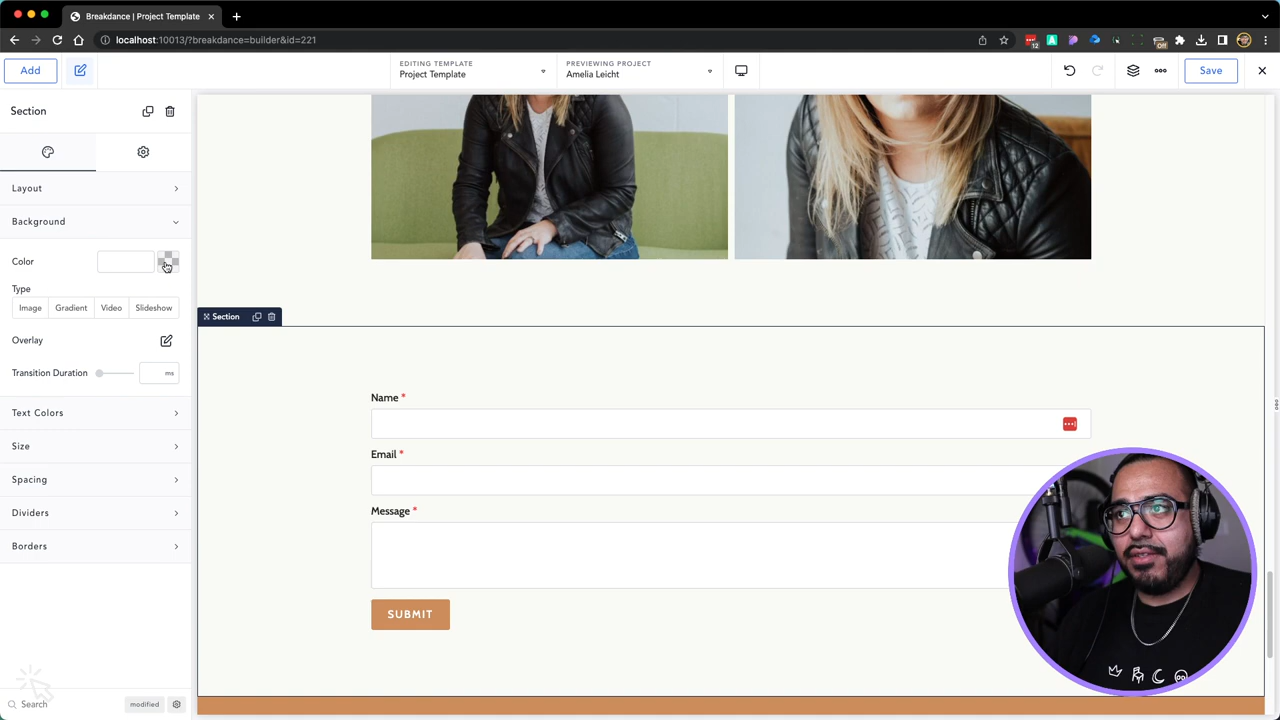 Breakdance | Project Template
localhost:10013/?breakdance=builder&id=221
12
Off
Add
EDITING TEMPLATE
Project Template
PREVIEWING PROJECT
Amelia Leicht
Save
Section
Layout
Background
Color
Type
Image Gradient Video Slideshow
Overlay
Transition Duration ms
Text Colors
Size
Spacing
Dividers
Borders
Search modified
Section
Name *
Email *
Message *
SUBMIT